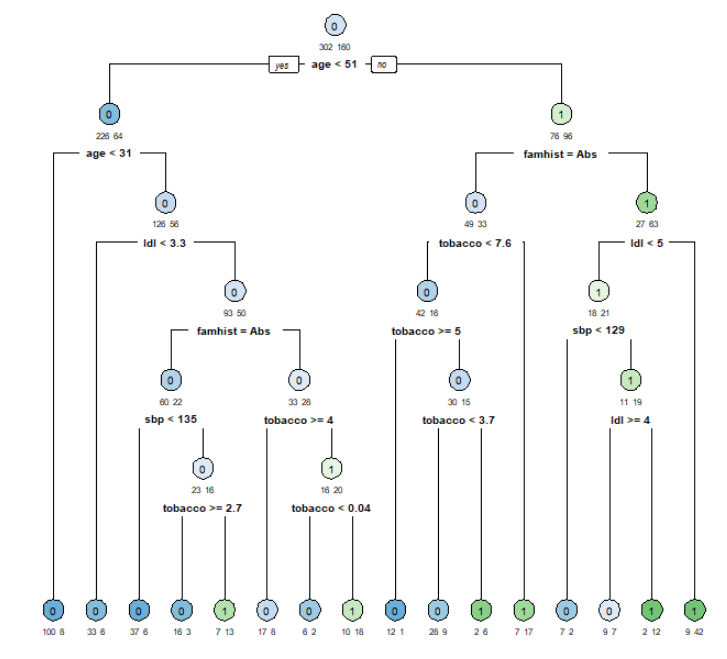 0
302 160
yes age < 51 no
0 1
226 64 76 96
age < 31 famhist = Abs
0 0 1
126 56 49 33 27 63
ldl < 3.3 tobacco < 7.6 ldl < 5
0 0 1
93 50 42 16 18 21
famhist = Abs tobacco >= 5 sbp < 129
0 0 0 1
60 22 33 28 30 15 11 19
sbp < 135 tobacco >= 4 tobacco < 3.7 ldl >= 4
0 1
23 16 16 20
tobacco >= 2.7 tobacco < 0.04
0 0 0 0 1 0 0 1 0 0 1 1 0 0 1 1
100 8 33 6 37 6 16 3 7 13 17 8 6 2 10 18 12 1 28 9 2 6 7 17 7 2 9 7 2 12 9 42